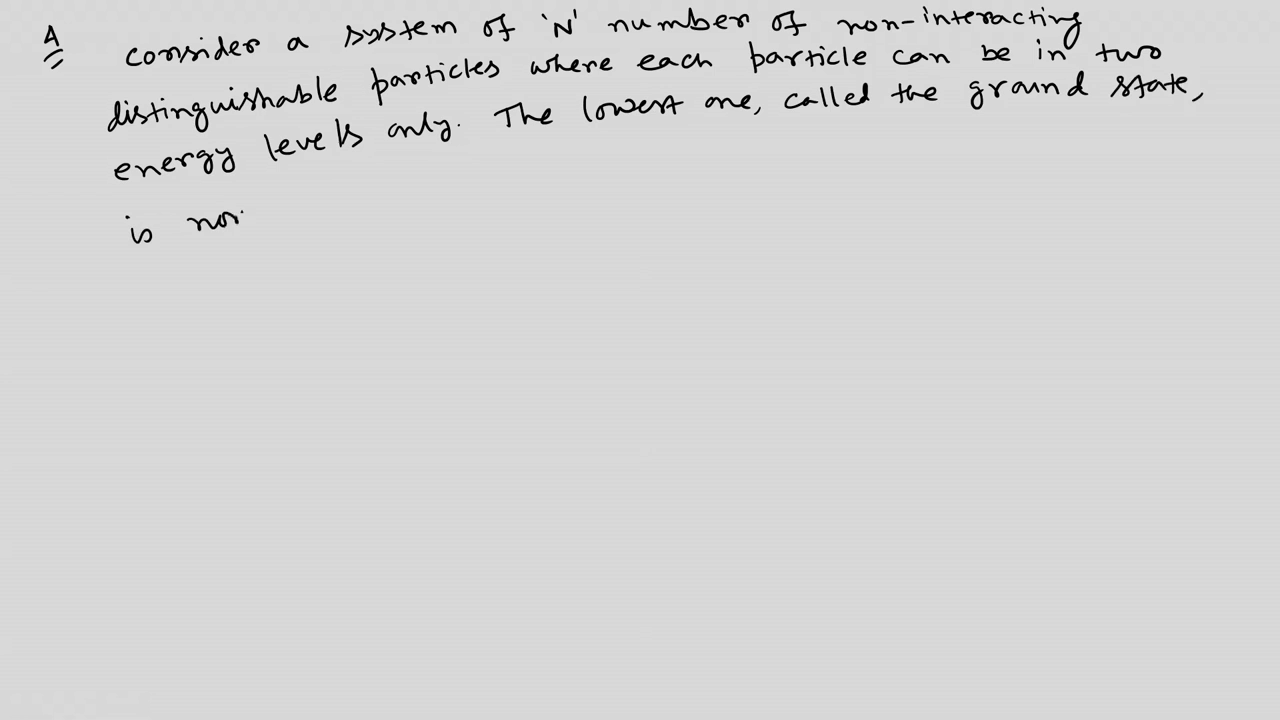 A consider a system of 'N' number of non-interacting
distinguishable particles where each particle can be in two
energy levels only. The lowest one, called the ground state,
is non